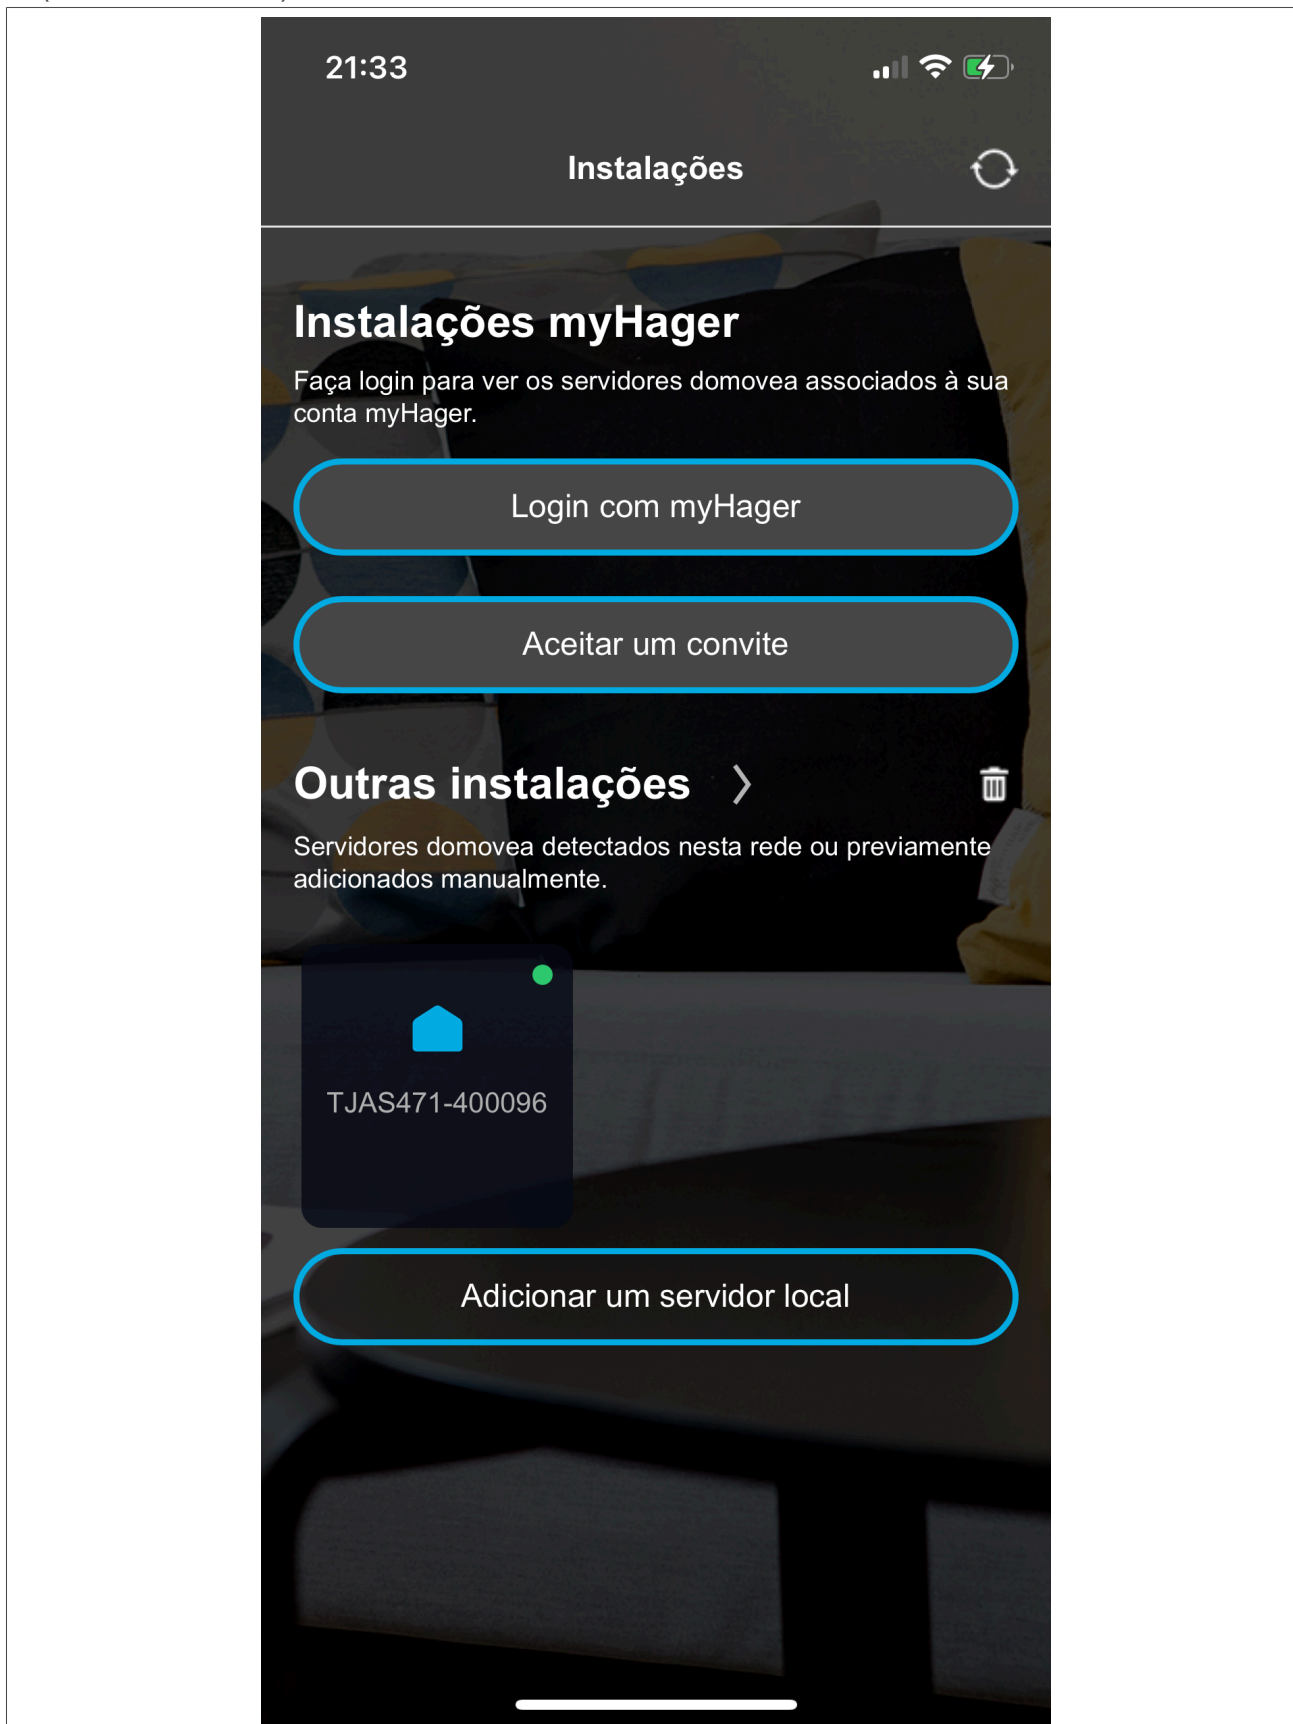 21:33
Instalações
Instalações myHager
Faça login para ver os servidores domovea associados à sua
conta myHager.
Login com myHager
Aceitar um convite
Outras instalações
Servidores domovea detectados nesta rede ou previamente
adicionados manualmente.
TJAS471-400096
Adicionar um servidor local